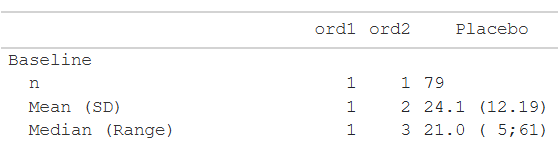 ord1 ord2 Placebo
Baseline
n 1 1 79
Mean (SD) 1 2 24.1 (12.19)
Median (Range) 1 3 21.0 ( 5;61)